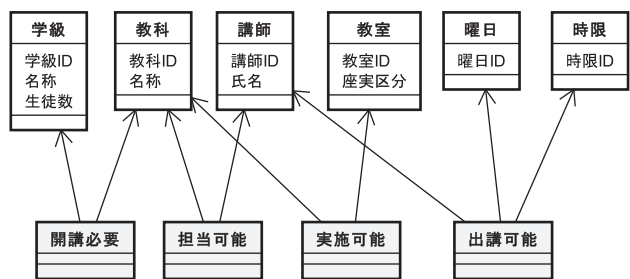 学級
学級ID
名称
生徒数
教科
教科ID
名称
講師
講師ID
氏名
教室
教室ID
座実区分
曜日
曜日ID
時限
時限ID
開講必要
担当可能
実施可能
出講可能